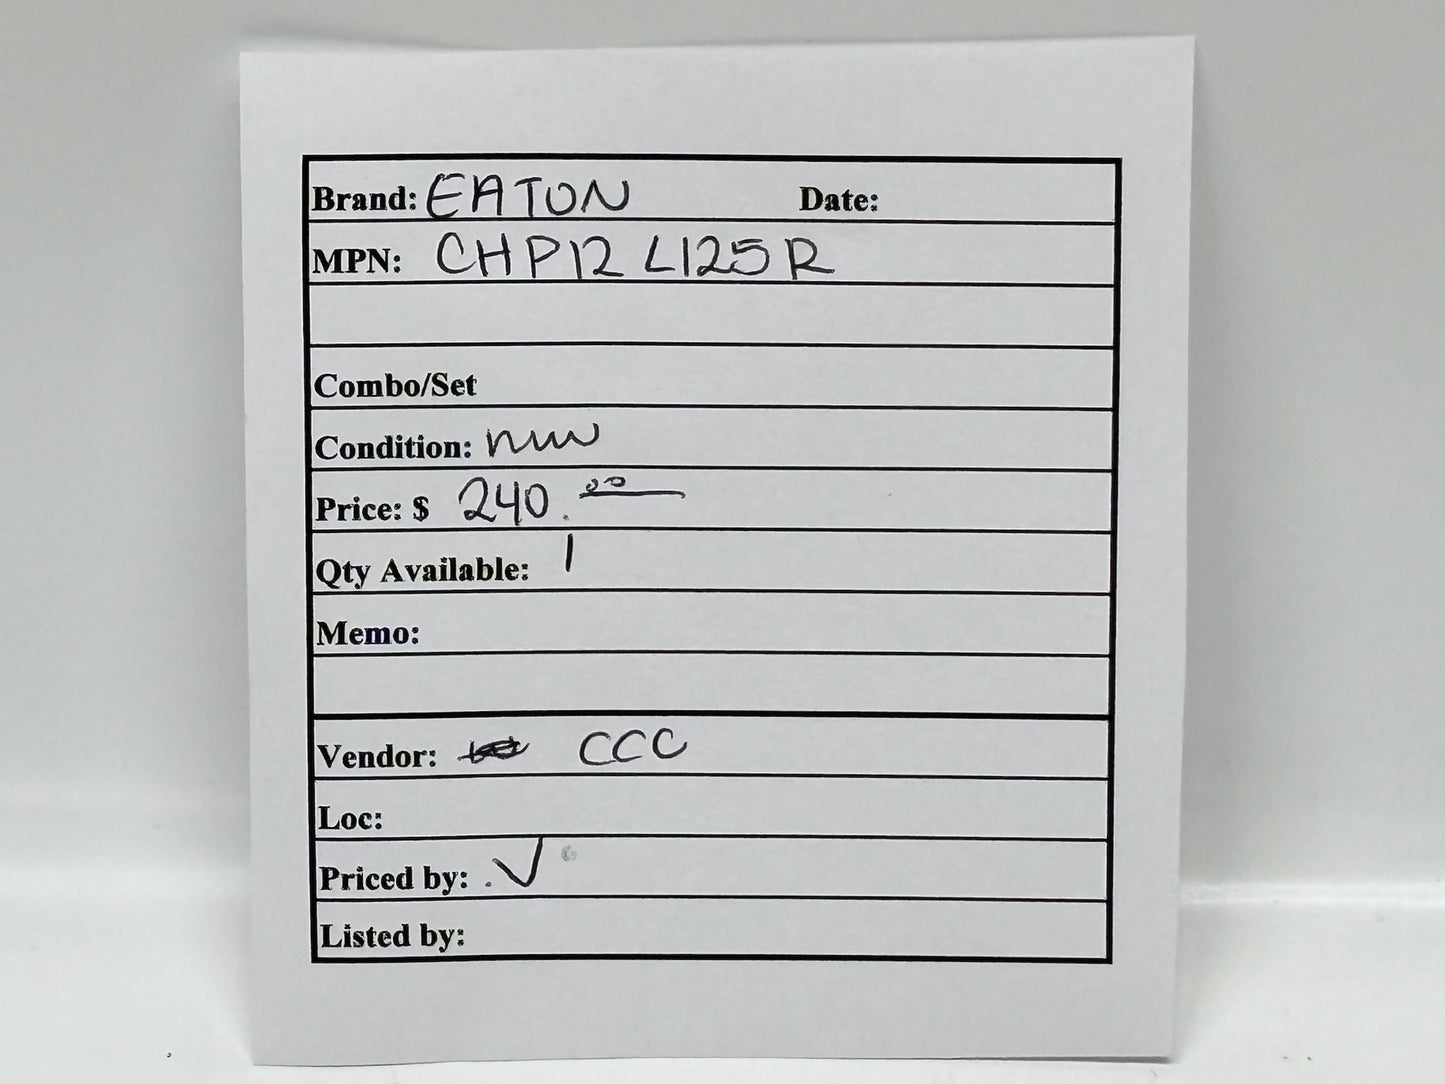 Brand: EATON Date:
MPN: CHP12L125R
Combo/Set
Condition: new
Price: $ 240.00
Qty Available: 1
Memo:
Vendor: CCC
Loc:
Priced by: V
Listed by: